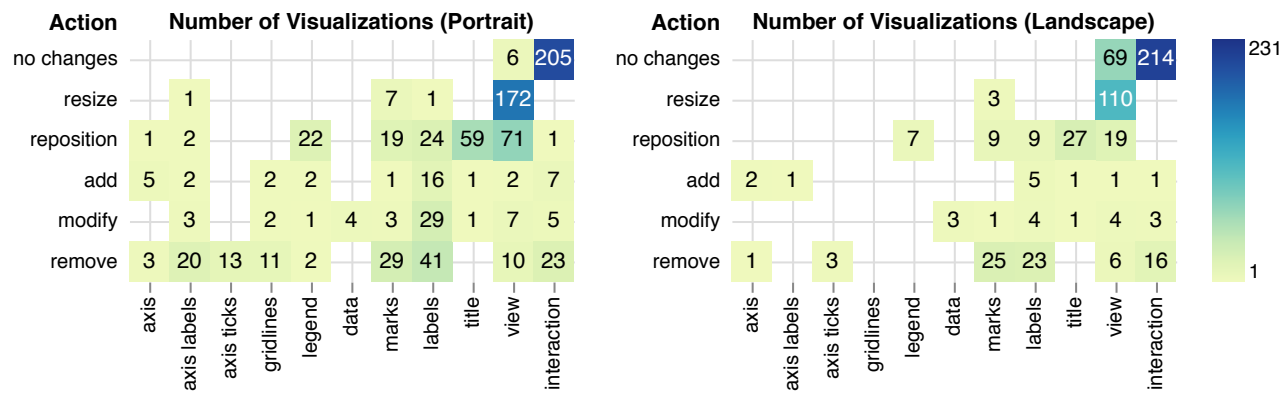 Action Number of Visualizations (Portrait)
no changes 6 205
resize 1 7 1 172
reposition 1 2 22 19 24 59 71 1
add 5 2 2 2 1 16 1 2 7
modify 3 2 1 4 3 29 1 7 5
remove 3 20 13 11 2 29 41 10 23
axis
axis labels
axis ticks
gridlines
legend
data
marks
labels
title
view
interaction
Action Number of Visualizations (Landscape)
no changes 69 214
resize 3 110
reposition 7 9 9 27 19
add 2 1 5 1 1 1
modify 3 1 4 1 4 3
remove 1 3 25 23 6 16
axis
axis labels
axis ticks
gridlines
legend
data
marks
labels
title
view
interaction
231
1